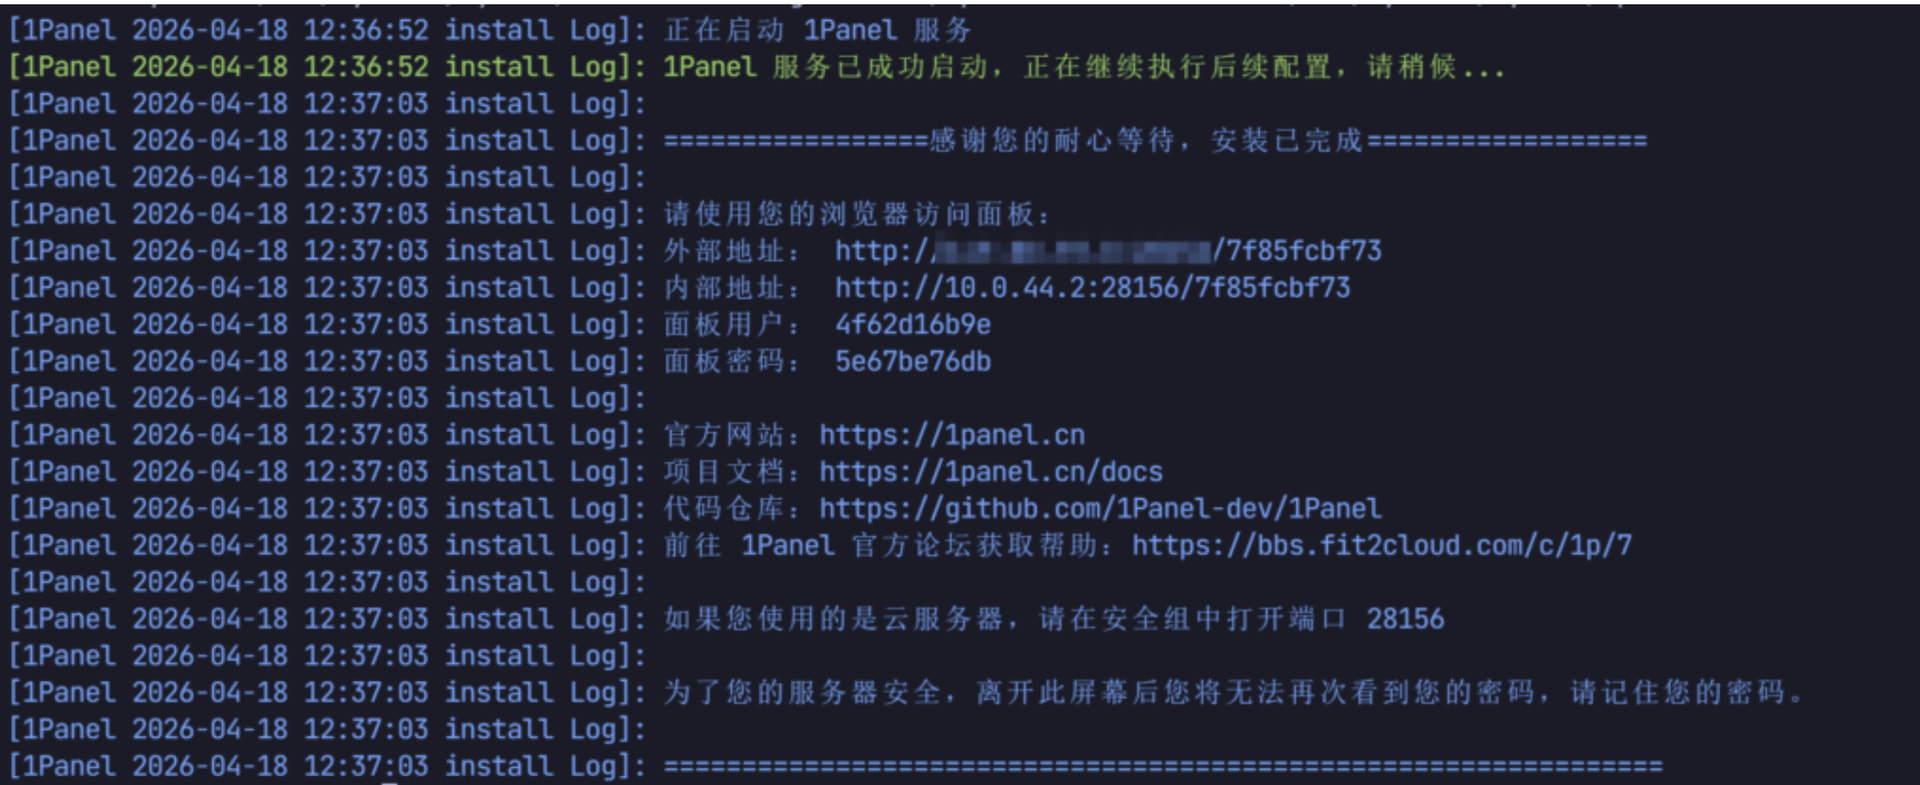 [1Panel 2026-04-18 12:36:52 install Log]: 正在启动 1Panel 服务
[1Panel 2026-04-18 12:36:52 install Log]: 1Panel 服务已成功启动，正在继续执行后续配置，请稍候...
[1Panel 2026-04-18 12:37:03 install Log]:
[1Panel 2026-04-18 12:37:03 install Log]: =================感谢您的耐心等待，安装已完成==================
[1Panel 2026-04-18 12:37:03 install Log]:
[1Panel 2026-04-18 12:37:03 install Log]: 请使用您的浏览器访问面板：
[1Panel 2026-04-18 12:37:03 install Log]: 外部地址： http:///7f85fcbf73
[1Panel 2026-04-18 12:37:03 install Log]: 内部地址： http://10.0.44.2:28156/7f85fcbf73
[1Panel 2026-04-18 12:37:03 install Log]: 面板用户： 4f62d16b9e
[1Panel 2026-04-18 12:37:03 install Log]: 面板密码： 5e67be76db
[1Panel 2026-04-18 12:37:03 install Log]:
[1Panel 2026-04-18 12:37:03 install Log]: 官方网站：https://1panel.cn
[1Panel 2026-04-18 12:37:03 install Log]: 项目文档：https://1panel.cn/docs
[1Panel 2026-04-18 12:37:03 install Log]: 代码仓库：https://github.com/1Panel-dev/1Panel
[1Panel 2026-04-18 12:37:03 install Log]: 前往 1Panel 官方论坛获取帮助：https://bbs.fit2cloud.com/c/1p/7
[1Panel 2026-04-18 12:37:03 install Log]:
[1Panel 2026-04-18 12:37:03 install Log]: 如果您使用的是云服务器，请在安全组中打开端口 28156
[1Panel 2026-04-18 12:37:03 install Log]:
[1Panel 2026-04-18 12:37:03 install Log]: 为了您的服务器安全，离开此屏幕后您将无法再次看到您的密码，请记住您的密码。
[1Panel 2026-04-18 12:37:03 install Log]:
[1Panel 2026-04-18 12:37:03 install Log]: ================================================================